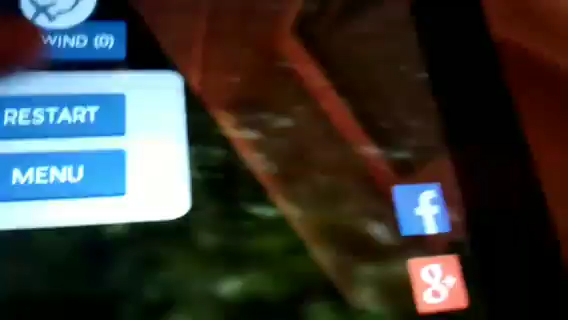 WIND (0)
RESTART
MENU
f
g+